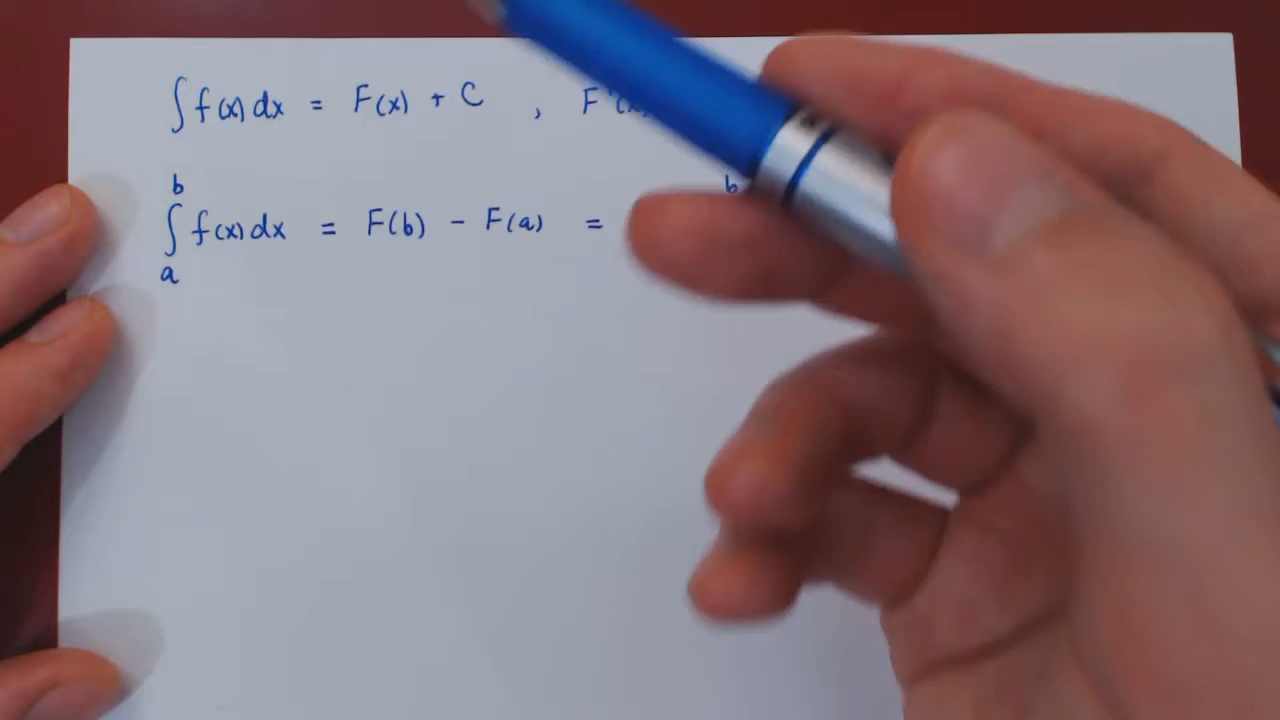 ∫ f(x) dx = F(x) + C , F'(x)
b
∫ f(x) dx = F(b) - F(a) = b
a